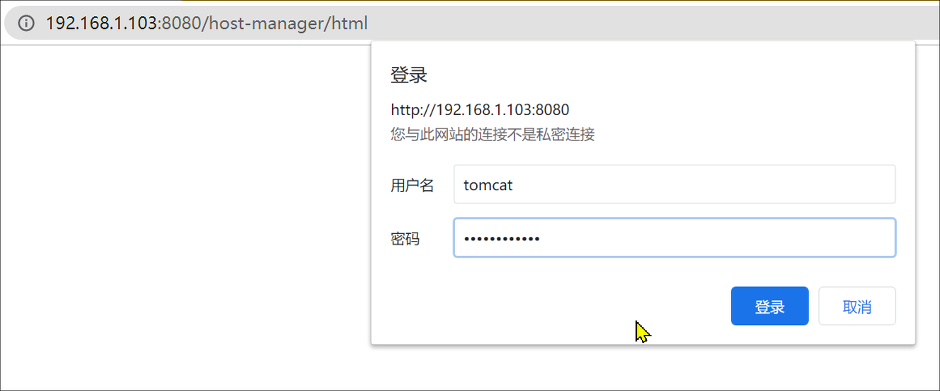 192.168.1.103:8080/host-manager/html
登录
http://192.168.1.103:8080
您与此网站的连接不是私密连接
用户名 tomcat
密码 ••••••••••••
登录 取消